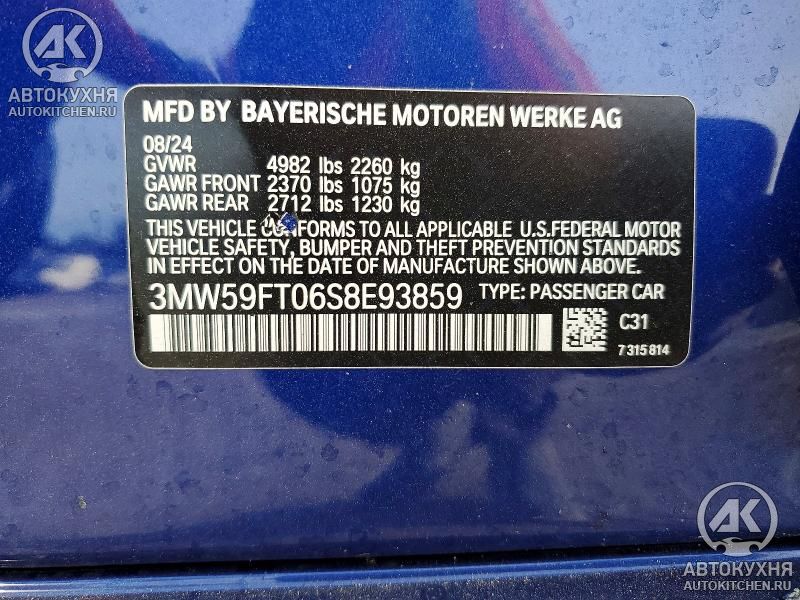 AK
АВТОКУХНЯ
AUTOKITCHEN.RU
MFD BY BAYERISCHE MOTOREN WERKE AG
08/24
GVWR 4982 lbs 2260 kg
GAWR FRONT 2370 lbs 1075 kg
GAWR REAR 2712 lbs 1230 kg
THIS VEHICLE CONFORMS TO ALL APPLICABLE U.S.FEDERAL MOTOR
VEHICLE SAFETY, BUMPER AND THEFT PREVENTION STANDARDS
IN EFFECT ON THE DATE OF MANUFACTURE SHOWN ABOVE.
3MW59FT06S8E93859 TYPE: PASSENGER CAR
C31
7 315 814
AK
АВТОКУХНЯ
AUTOKITCHEN.RU